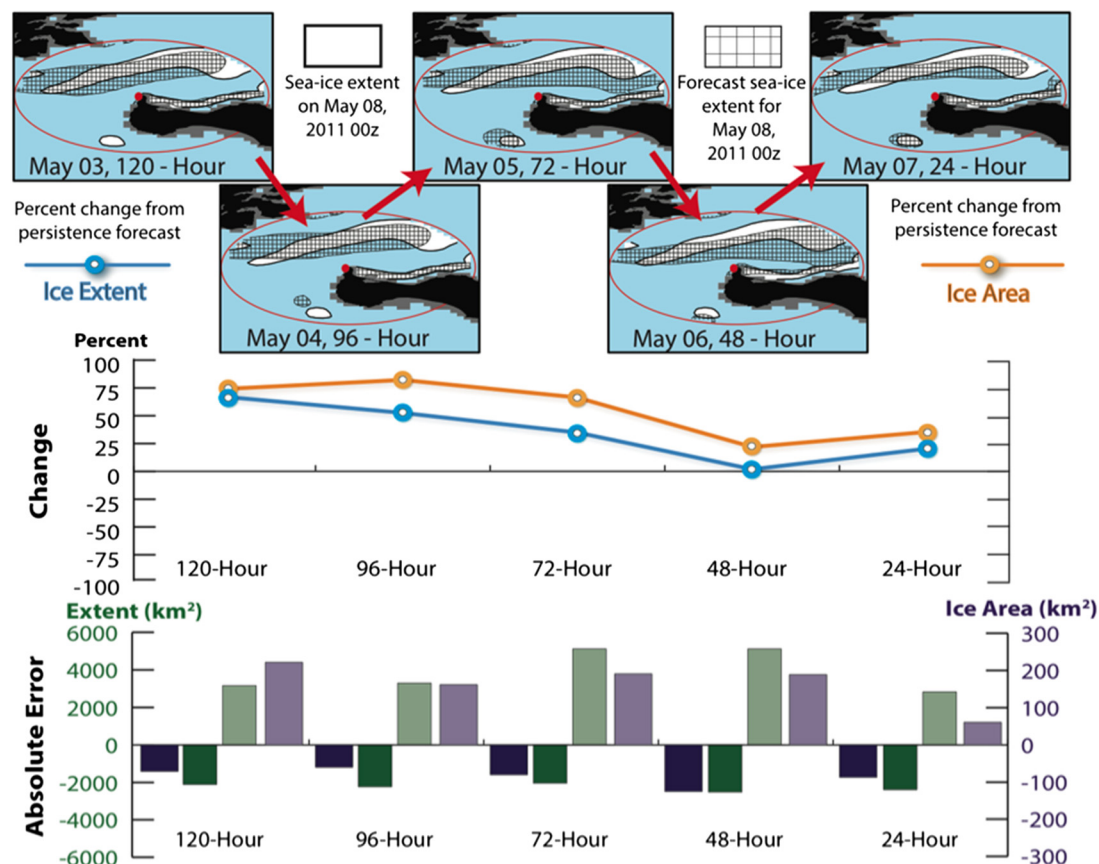 May 03, 120 - Hour
Sea-ice extent
on May 08,
2011 00z
May 05, 72 - Hour
Forecast sea-ice
extent for
May 08,
2011 00z
May 07, 24 - Hour
Percent change from
persistence forecast
Ice Extent
May 04, 96 - Hour
May 06, 48 - Hour
Percent change from
persistence forecast
Ice Area
Percent
100
75
50
25
0
-25
-50
-75
-100
Change
120-Hour 96-Hour 72-Hour 48-Hour 24-Hour
Extent (km²)
Ice Area (km²)
6000
4000
2000
0
-2000
-4000
-6000
Absolute Error
300
200
100
0
-100
-200
-300
120-Hour 96-Hour 72-Hour 48-Hour 24-Hour